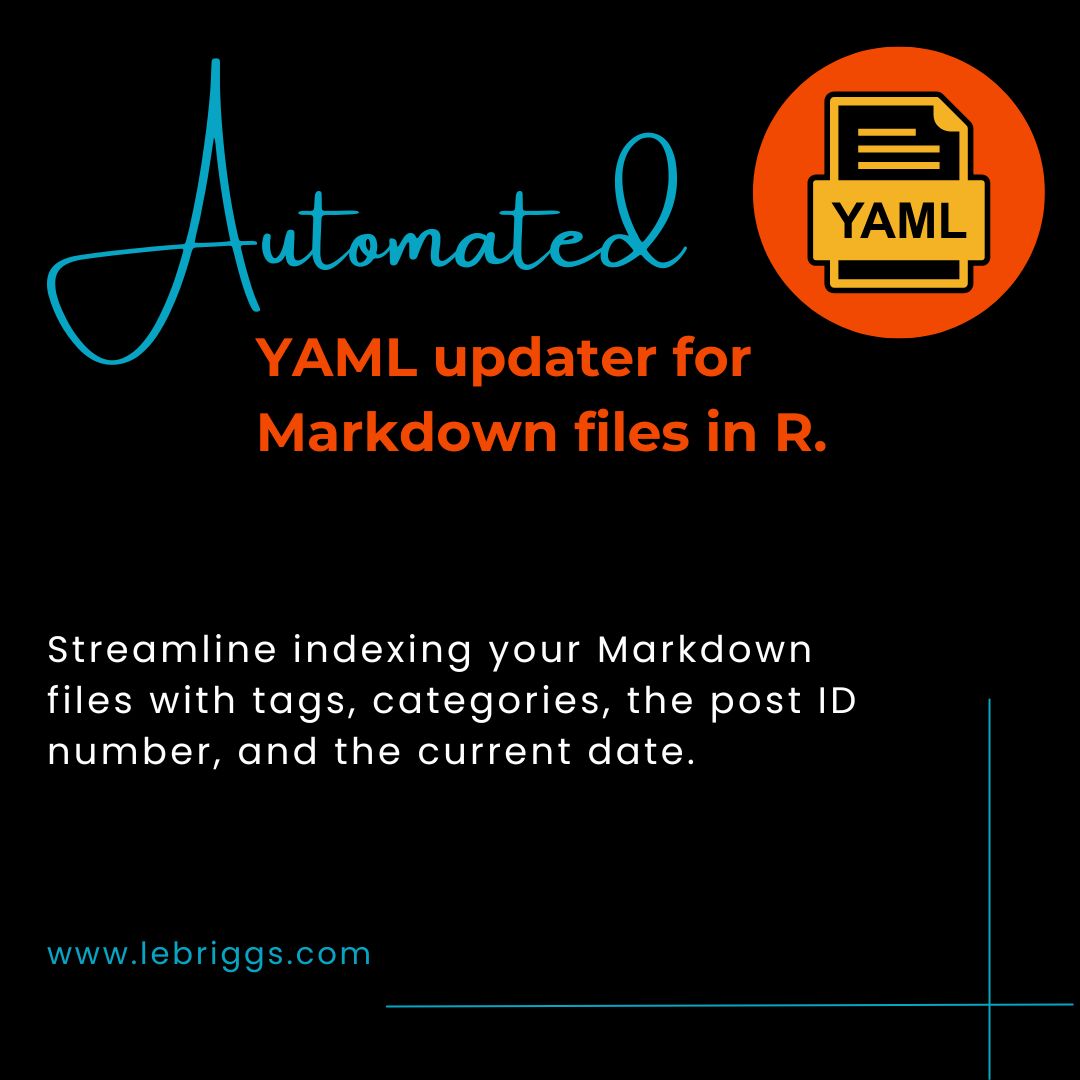 Automated
YAML
YAML updater for
Markdown files in R.
Streamline indexing your Markdown
files with tags, categories, the post ID
number, and the current date.
www.lebriggs.com